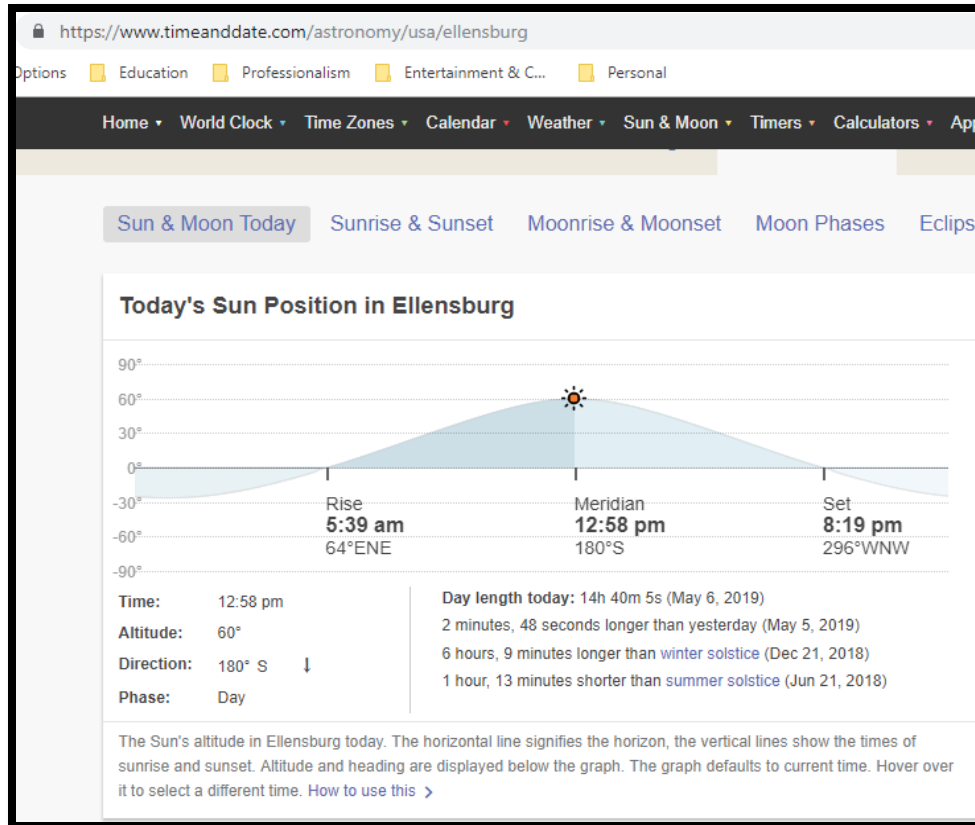 https://www.timeanddate.com/astronomy/usa/ellensburg
Options Education Professionalism Entertainment & C... Personal
Home World Clock Time Zones Calendar Weather Sun & Moon Timers Calculators App
Sun & Moon Today Sunrise & Sunset Moonrise & Moonset Moon Phases Eclips
Today's Sun Position in Ellensburg
90°
60°
30°
0°
-30°
-60°
-90°
Rise Meridian Set
5:39 am 12:58 pm 8:19 pm
64°ENE 180°S 296°WNW
Time: 12:58 pm
Altitude: 60°
Direction: 180° S ↓
Phase: Day
Day length today: 14h 40m 5s (May 6, 2019)
2 minutes, 48 seconds longer than yesterday (May 5, 2019)
6 hours, 9 minutes longer than winter solstice (Dec 21, 2018)
1 hour, 13 minutes shorter than summer solstice (Jun 21, 2018)
The Sun's altitude in Ellensburg today. The horizontal line signifies the horizon, the vertical lines show the times of
sunrise and sunset. Altitude and heading are displayed below the graph. The graph defaults to current time. Hover over
it to select a different time. How to use this >